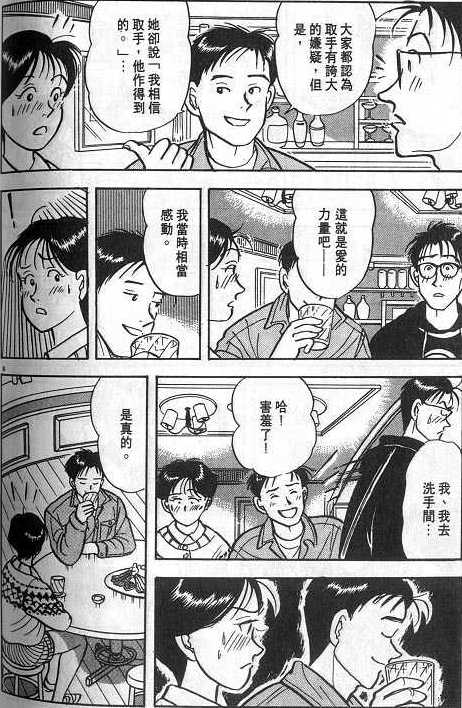 大家都認為
取手有誇大
的嫌疑，但
是，
她卻說「我相信
取手，他作得到
的。」…
這就是愛的
力量吧——
我當時相當
感動。
我、我去
洗手間…
哈！
害羞了！
是真的。